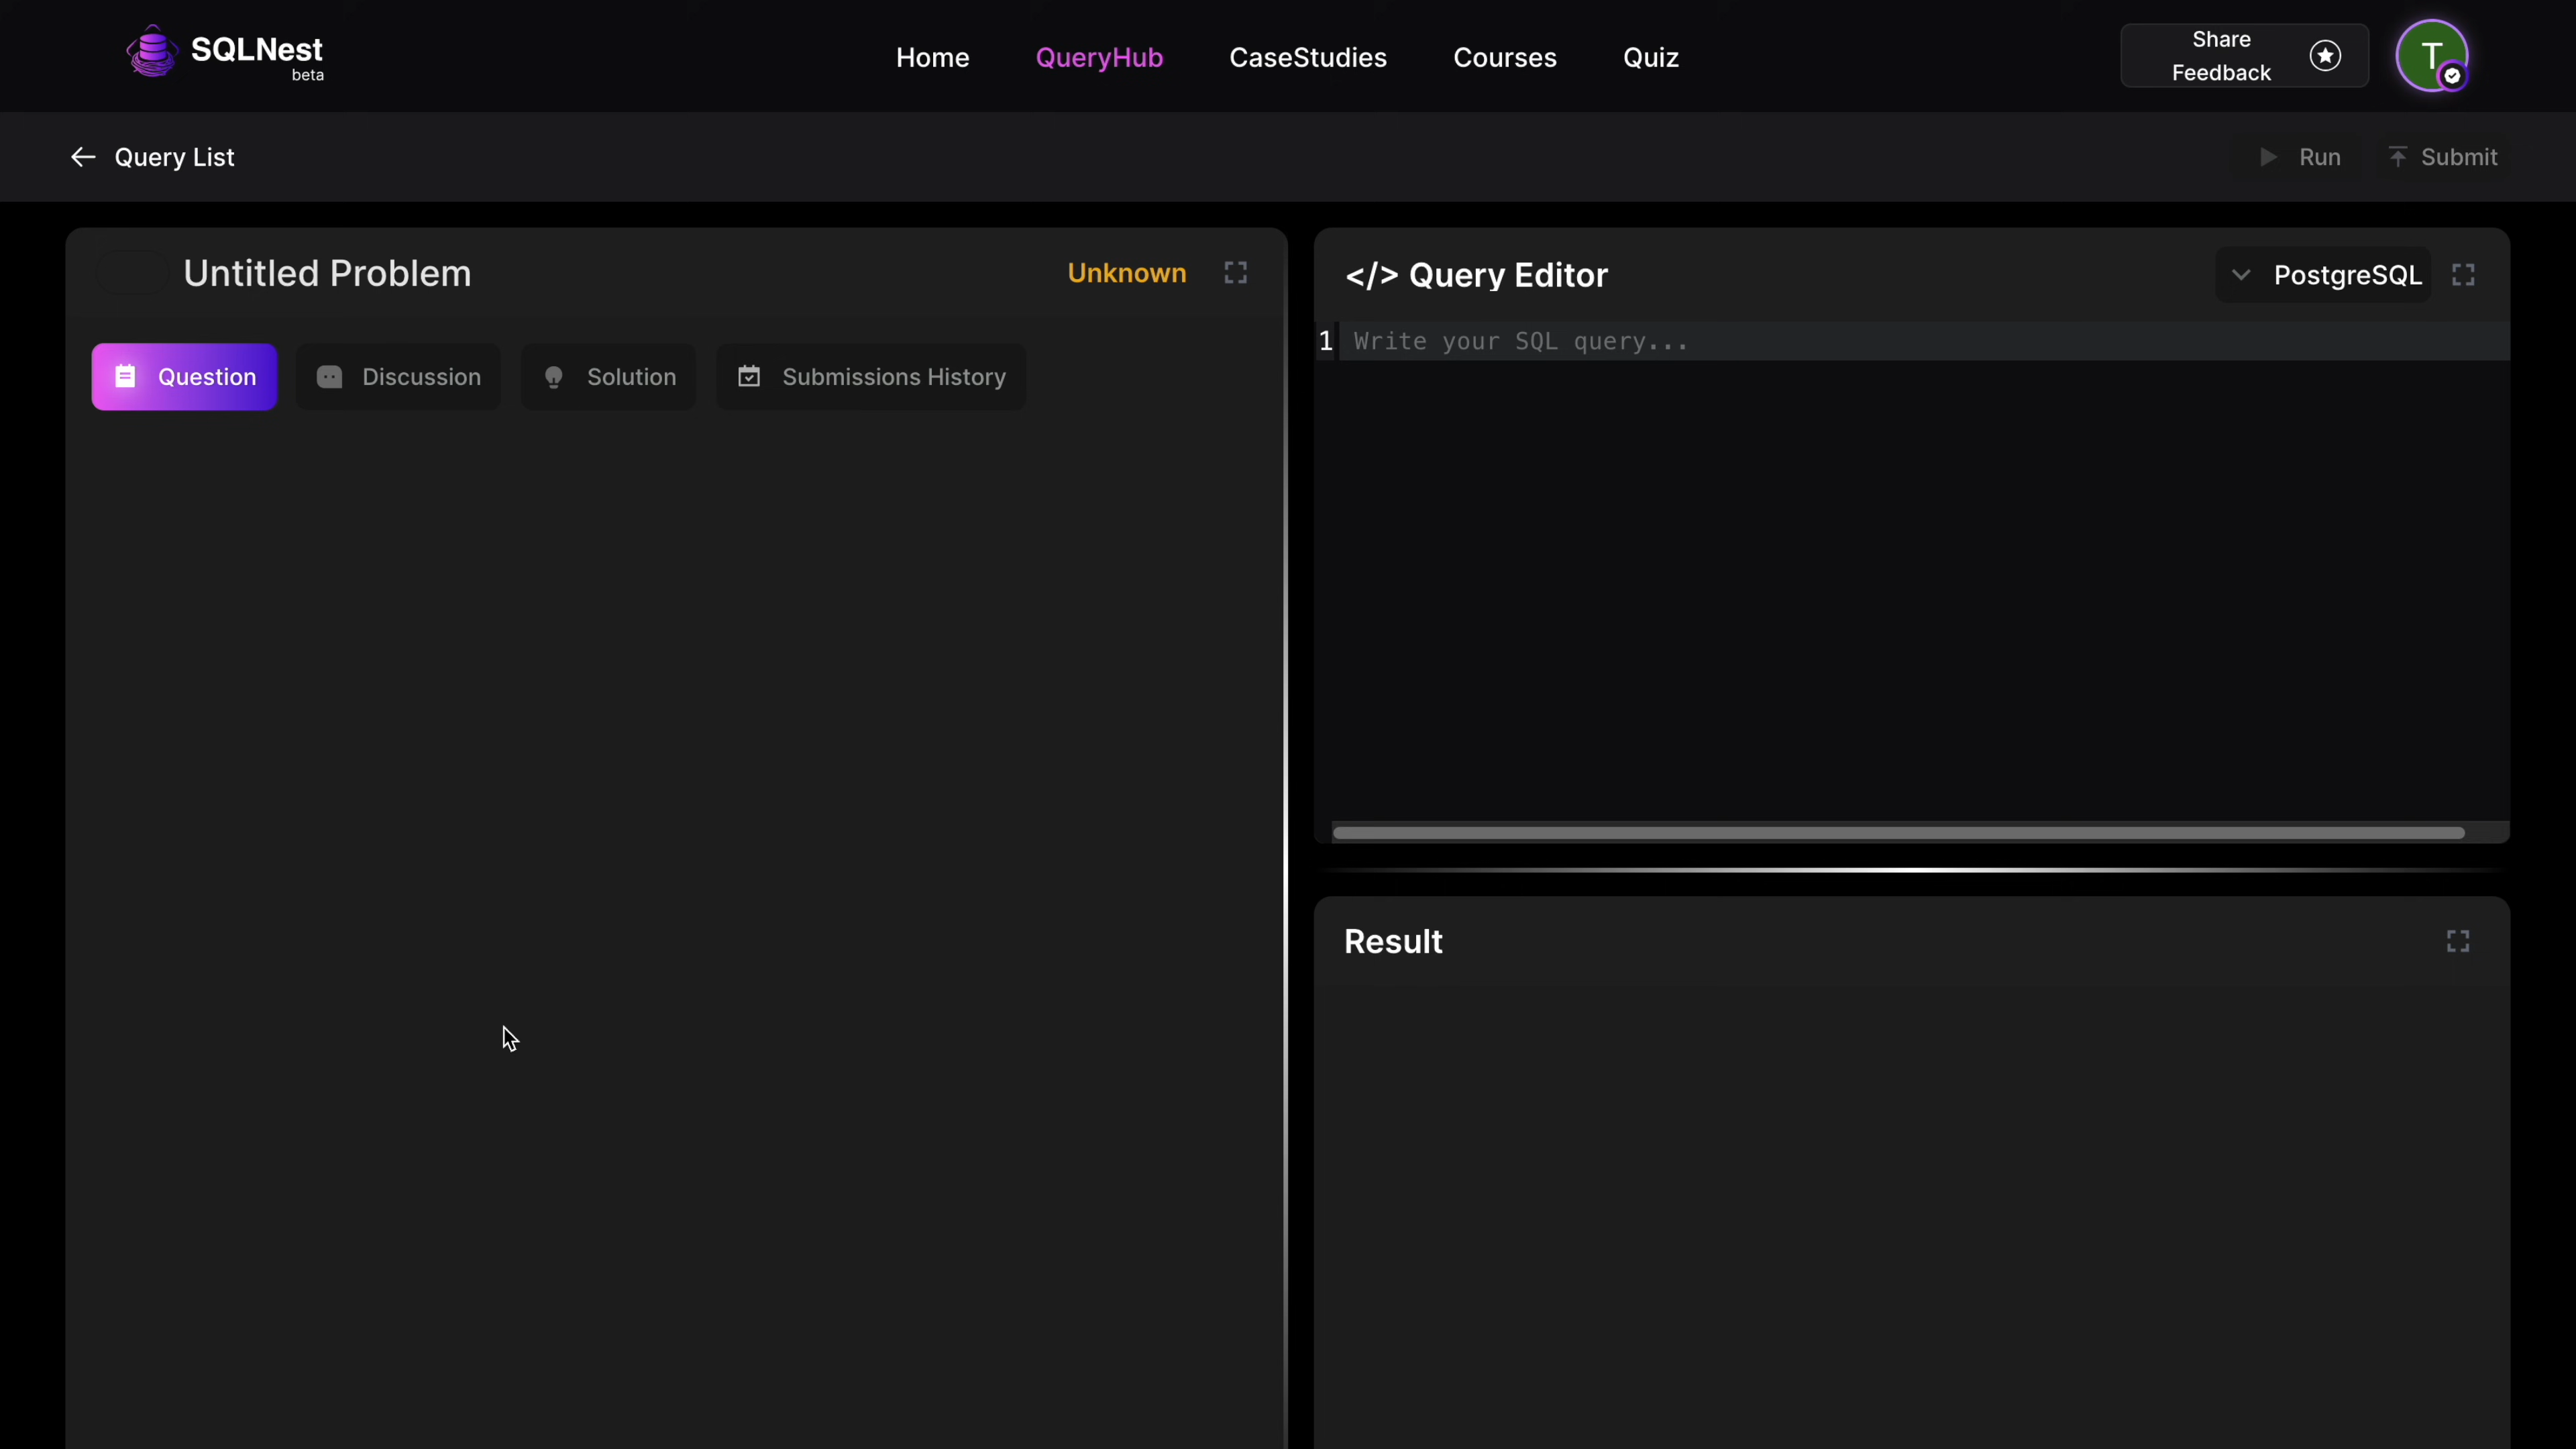 SQLNest
beta
Home
QueryHub
CaseStudies
Courses
Quiz
Share
Feedback
T
Query List
Run
Submit
Untitled Problem
Unknown
Question
Discussion
Solution
Submissions History
</> Query Editor
PostgreSQL
1
Write your SQL query...
Result